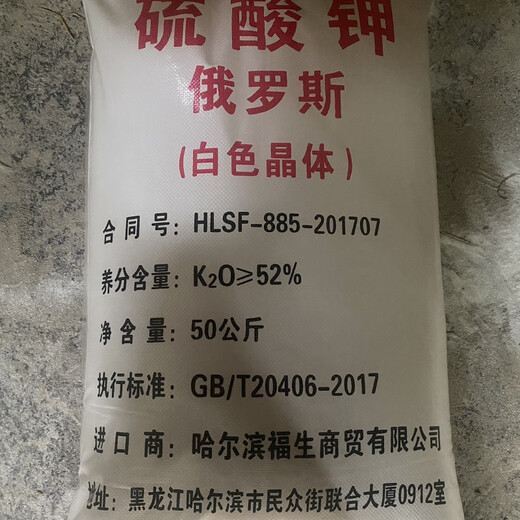 硫酸钾
俄罗斯
(白色晶体)
合同号: HLSF-885-201707
养分含量: K₂O≥52%
净含量: 50公斤
执行标准: GB/T20406-2017
进口商: 哈尔滨福生商贸有限公司
地址: 黑龙江哈尔滨市民众街联合大厦0912室